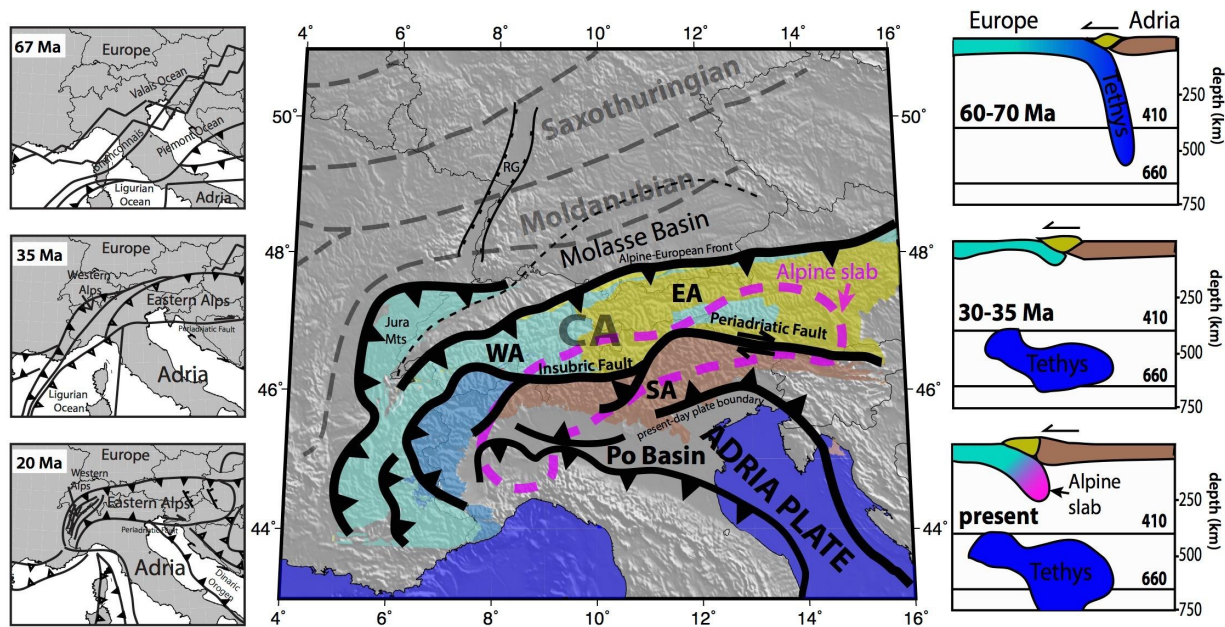 67 Ma
Europe
Valais Ocean
Brianconnais
Piemont Ocean
Ligurian
Ocean
Adria
35 Ma
Europe
Western
Alps
Eastern Alps
Periadriatic Fault
Adria
Ligurian
Ocean
20 Ma
Europe
Western
Alps
Eastern Alps
Periadriatic Fault
Adria
Dinaric
Orogen
4° 6° 8° 10° 12° 14°
50° 50°
48° 48°
46° 46°
44° 44°
4° 6° 8° 10° 12° 14° 16°
Saxothuringian
RG
Moldanubian
Molasse Basin
Alpine-European Front
Alpine slab
EA
Jura
Mts
CA
Periadriatic Fault
WA
Insubric Fault
SA
present-day plate boundary
Po Basin
ADRIA PLATE
Europe Adria
Tethys
60-70 Ma
250
410
500
660
750
depth (km)
30-35 Ma
250
410
Tethys
500
660
750
depth (km)
Alpine
slab
present
250
410
Tethys
500
660
750
depth (km)